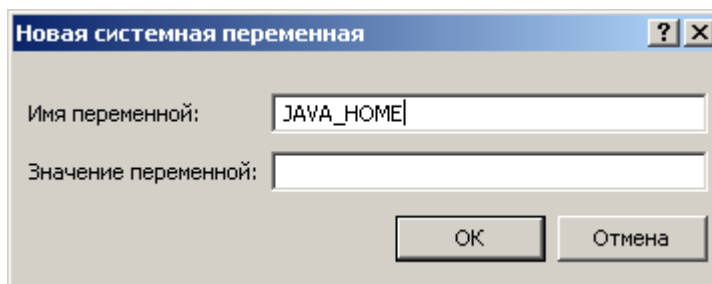 Новая системная переменная
Имя переменной: JAVA_HOME
Значение переменной:
OK Отмена